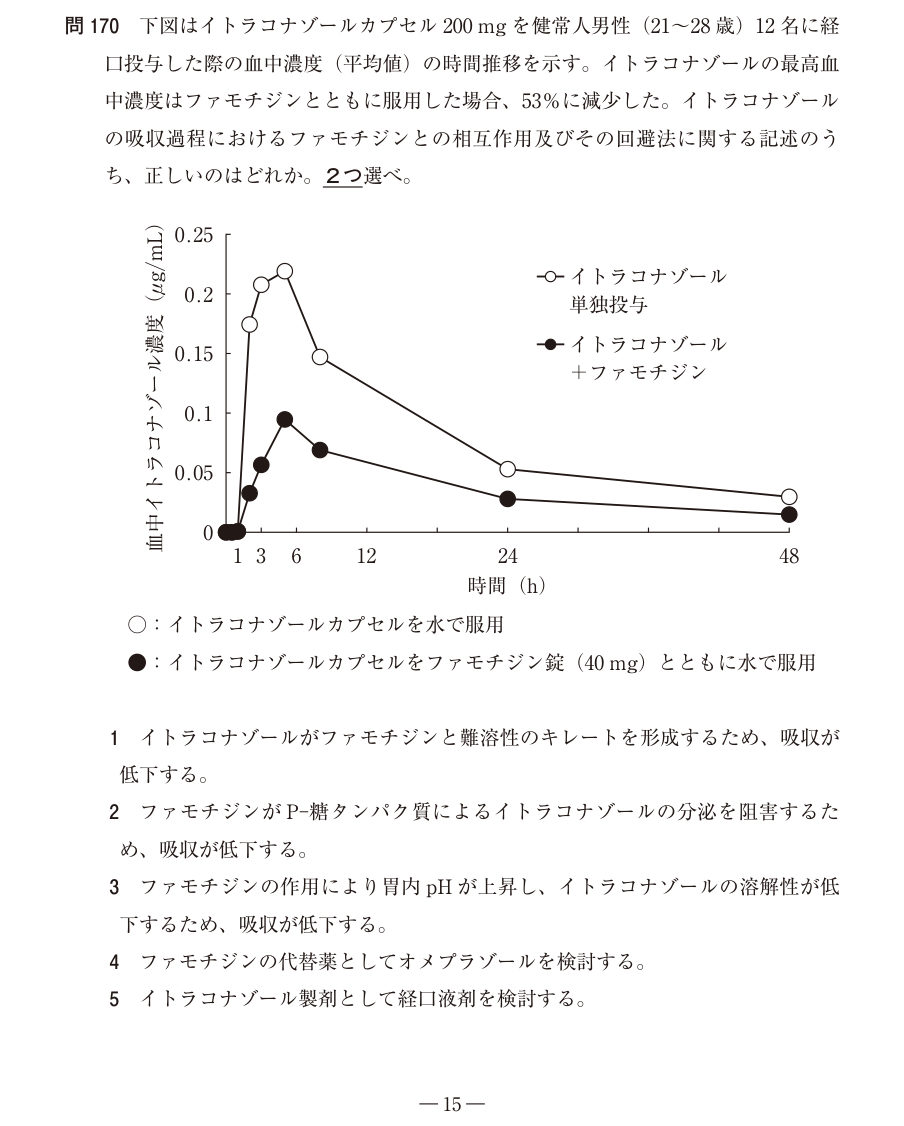 問 170 下図はイトラコナゾールカプセル 200 mg を健常人男性（21～28 歳）12 名に経
口投与した際の血中濃度（平均値）の時間推移を示す。イトラコナゾールの最高血
中濃度はファモチジンとともに服用した場合、53％に減少した。イトラコナゾール
の吸収過程におけるファモチジンとの相互作用及びその回避法に関する記述のう
ち、正しいのはどれか。２つ選べ。
血中イトラコナゾール濃度（μg/mL）
0.25
0.2
0.15
0.1
0.05
0
1 3 6 12 24 48
時間（h）
イトラコナゾール
単独投与
イトラコナゾール
＋ファモチジン
○：イトラコナゾールカプセルを水で服用
●：イトラコナゾールカプセルをファモチジン錠（40 mg）とともに水で服用
1 イトラコナゾールがファモチジンと難溶性のキレートを形成するため、吸収が
低下する。
2 ファモチジンが P-糖タンパク質によるイトラコナゾールの分泌を阻害するた
め、吸収が低下する。
3 ファモチジンの作用により胃内 pH が上昇し、イトラコナゾールの溶解性が低
下するため、吸収が低下する。
4 ファモチジンの代替薬としてオメプラゾールを検討する。
5 イトラコナゾール製剤として経口液剤を検討する。
― 15 ―